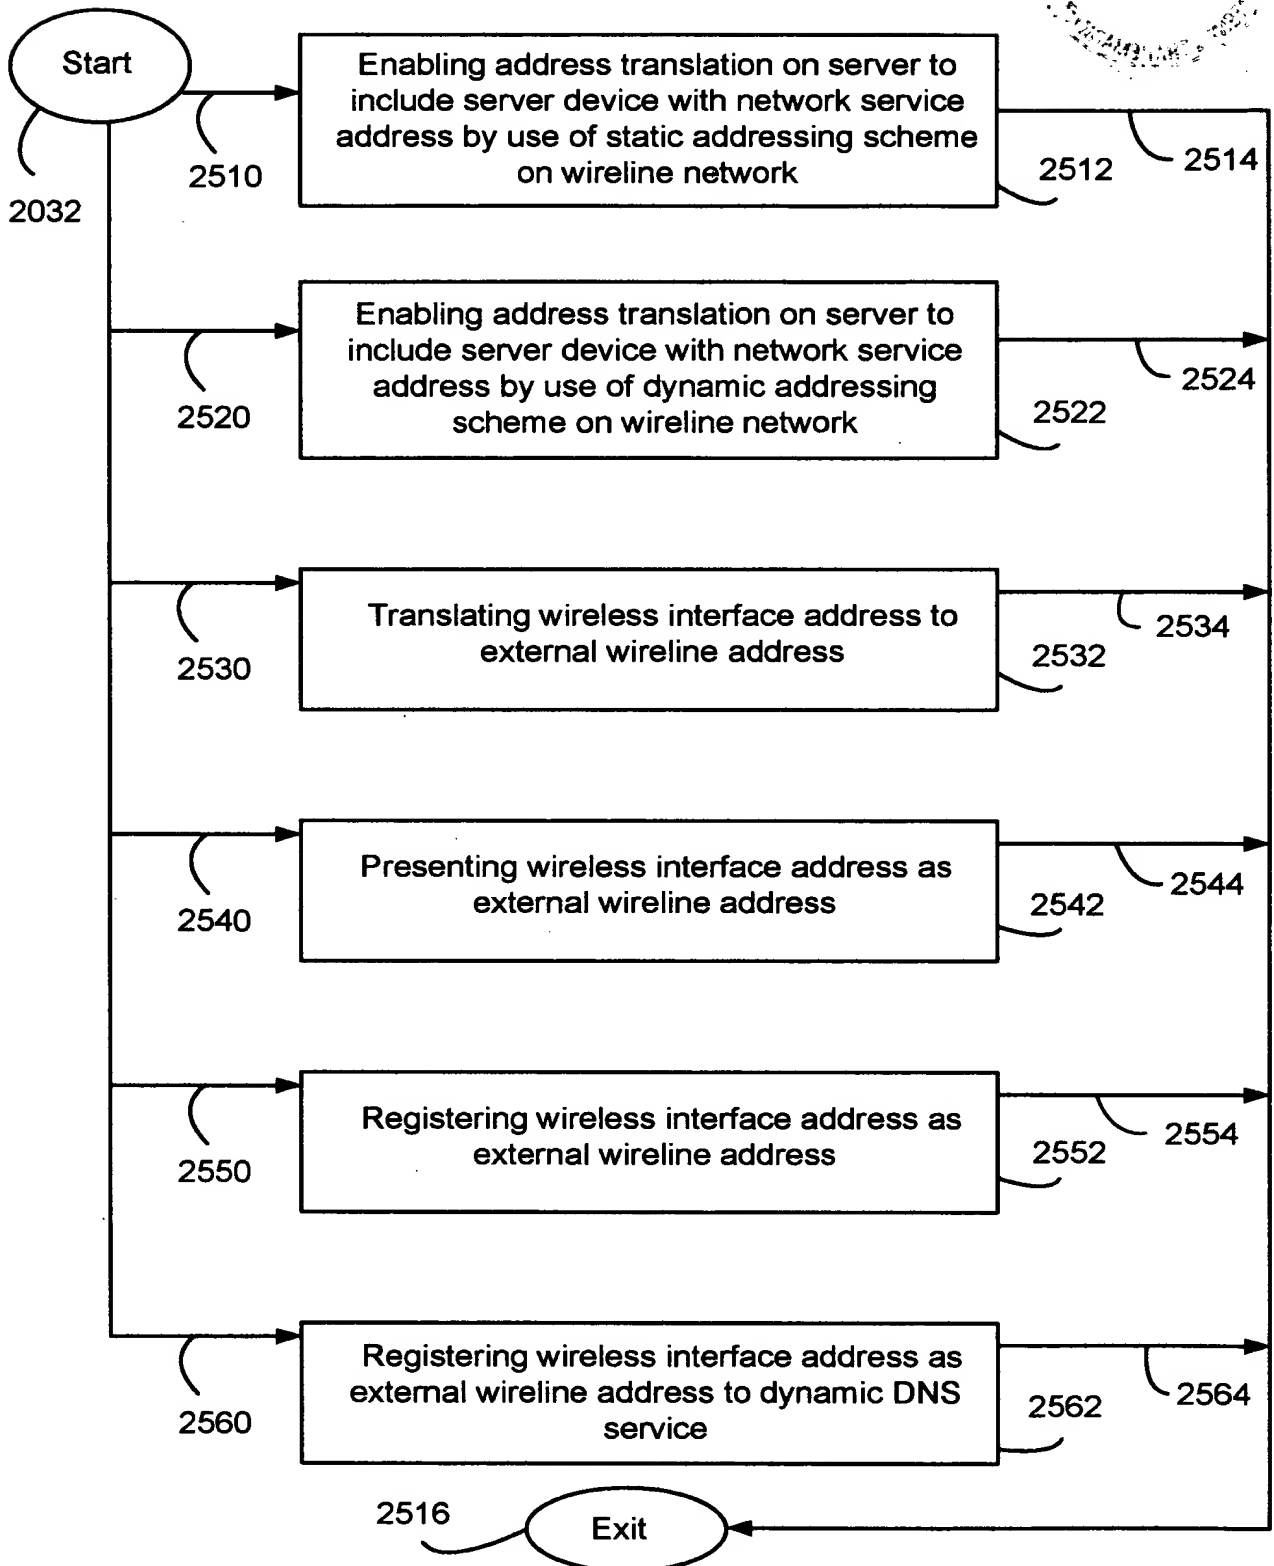 Start
2032
2510
Enabling address translation on server to
include server device with network service
address by use of static addressing scheme
on wireline network
2512
2514
2520
Enabling address translation on server to
include server device with network service
address by use of dynamic addressing
scheme on wireline network
2522
2524
2530
Translating wireless interface address to
external wireline address
2532
2534
2540
Presenting wireless interface address as
external wireline address
2542
2544
2550
Registering wireless interface address as
external wireline address
2552
2554
2560
Registering wireless interface address as
external wireline address to dynamic DNS
service
2562
2564
2516
Exit